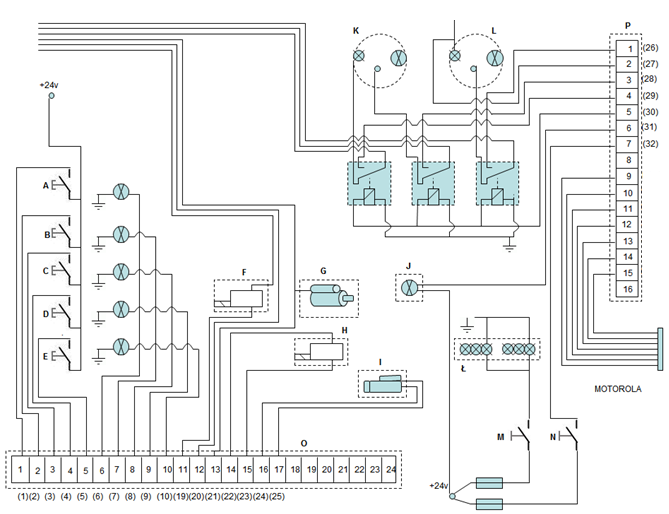 P
K
L
1 (26)
2 (27)
3 (28)
4 (29)
5 (30)
6 (31)
7 (32)
8
9
10
11
12
13
14
15
16
+24v
A
B
C
D
E
F
G
H
I
J
Ł
MOTOROLA
M
N
+24v
O
1 2 3 4 5 6 7 8 9 10 11 12 13 14 15 16 17 18 19 20 21 22 23 24
(1) (2) (3) (4) (5) (6) (7) (8) (9) (10) (19) (20) (21) (22) (23) (24) (25)